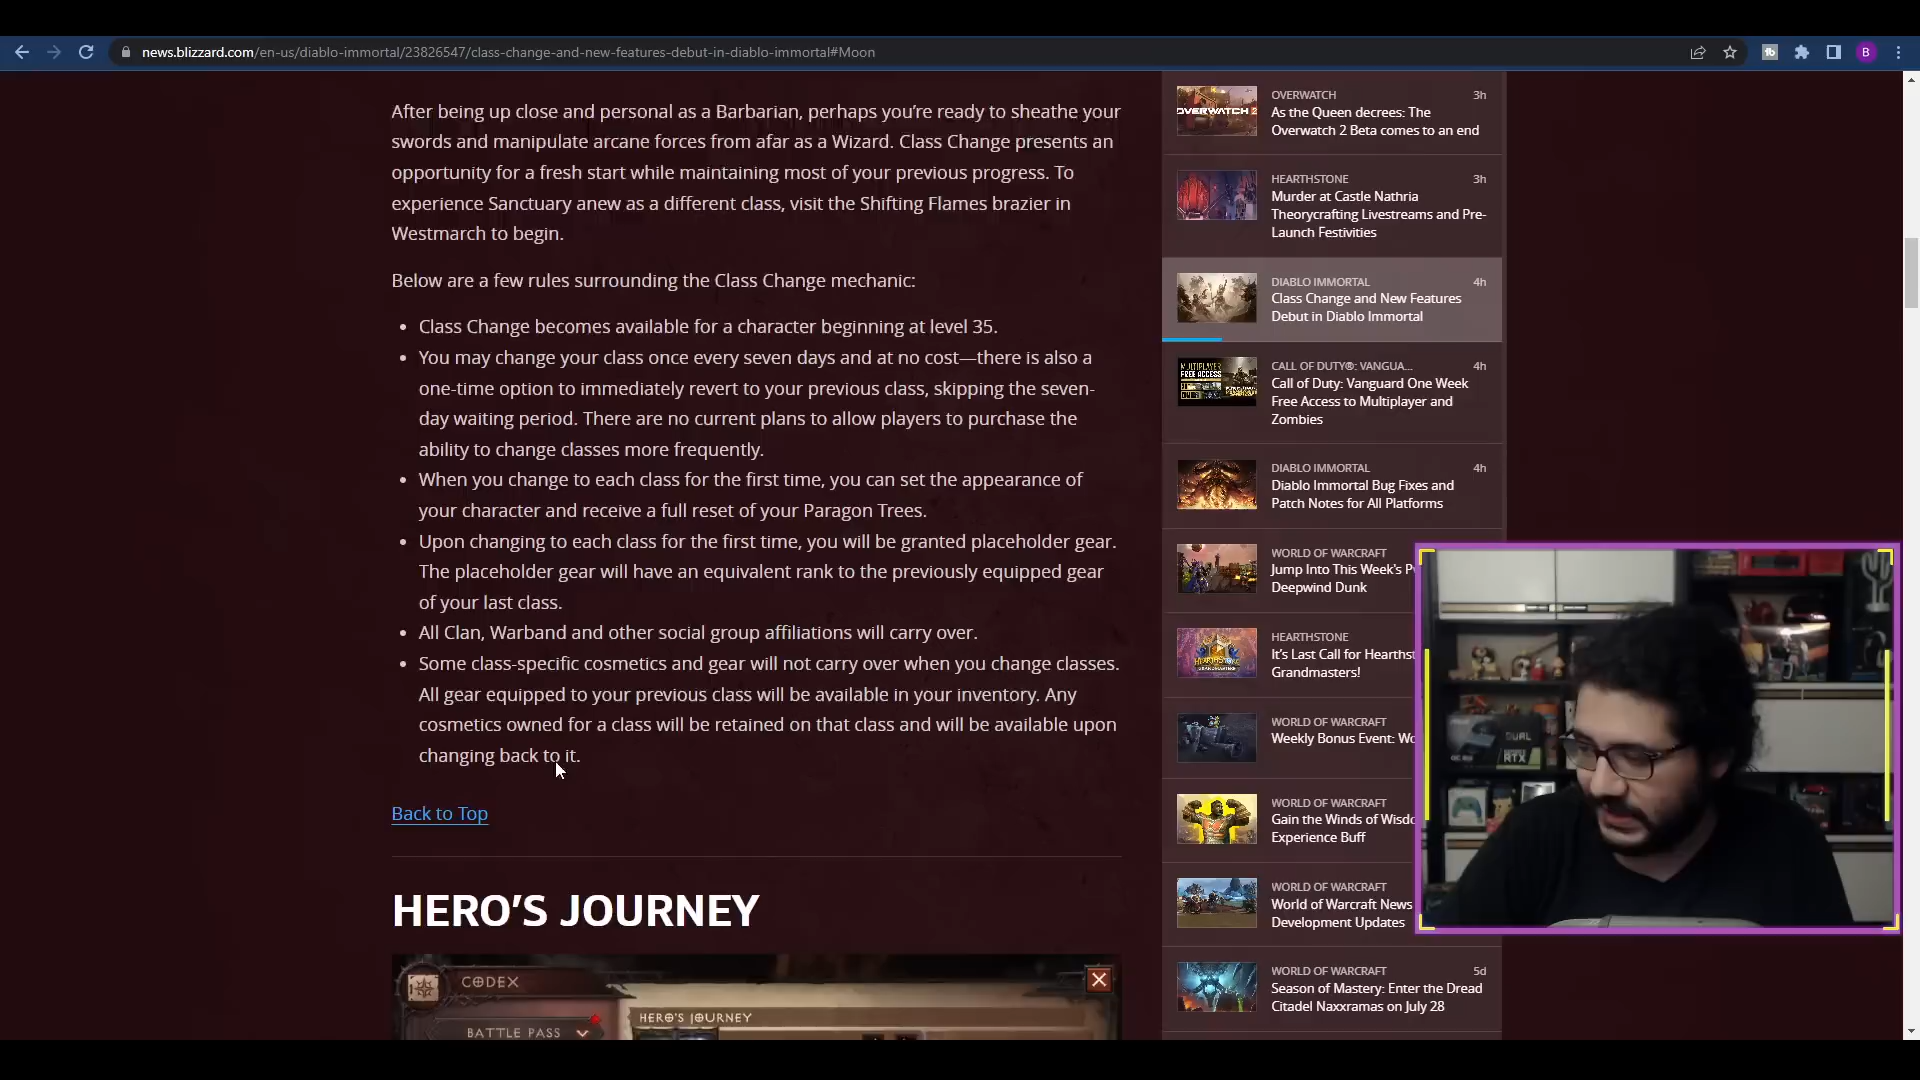 news.blizzard.com/en-us/diablo-immortal/23826547/class-change-and-new-features-debut-in-diablo-immortal#Moon
B
After being up close and personal as a Barbarian, perhaps you’re ready to sheathe your
swords and manipulate arcane forces from afar as a Wizard. Class Change presents an
opportunity for a fresh start while maintaining most of your previous progress. To
experience Sanctuary anew as a different class, visit the Shifting Flames brazier in
Westmarch to begin.
Below are a few rules surrounding the Class Change mechanic:
• Class Change becomes available for a character beginning at level 35.
• You may change your class once every seven days and at no cost—there is also a
one-time option to immediately revert to your previous class, skipping the seven-
day waiting period. There are no current plans to allow players to purchase the
ability to change classes more frequently.
• When you change to each class for the first time, you can set the appearance of
your character and receive a full reset of your Paragon Trees.
• Upon changing to each class for the first time, you will be granted placeholder gear.
The placeholder gear will have an equivalent rank to the previously equipped gear
of your last class.
• All Clan, Warband and other social group affiliations will carry over.
• Some class-specific cosmetics and gear will not carry over when you change classes.
All gear equipped to your previous class will be available in your inventory. Any
cosmetics owned for a class will be retained on that class and will be available upon
changing back to it.
Back to Top
HERO’S JOURNEY
CODEX
BATTLE PASS
HERO’S JOURNEY
OVERWATCH 3h
As the Queen decrees: The
Overwatch 2 Beta comes to an end
HEARTHSTONE 3h
Murder at Castle Nathria
Theorycrafting Livestreams and Pre-
Launch Festivities
DIABLO IMMORTAL 4h
Class Change and New Features
Debut in Diablo Immortal
CALL OF DUTY®: VANGUA... 4h
Call of Duty: Vanguard One Week
Free Access to Multiplayer and
Zombies
DIABLO IMMORTAL 4h
Diablo Immortal Bug Fixes and
Patch Notes for All Platforms
WORLD OF WARCRAFT
Jump Into This Week’s P
Deepwind Dunk
HEARTHSTONE
It’s Last Call for Hearthst
Grandmasters!
WORLD OF WARCRAFT
Weekly Bonus Event: Wo
WORLD OF WARCRAFT
Gain the Winds of Wisdo
Experience Buff
WORLD OF WARCRAFT
World of Warcraft News
Development Updates
WORLD OF WARCRAFT 5d
Season of Mastery: Enter the Dread
Citadel Naxxramas on July 28
OVERWATCH 2
MULTIPLAYER
FREE ACCESS
DUAL
RTX